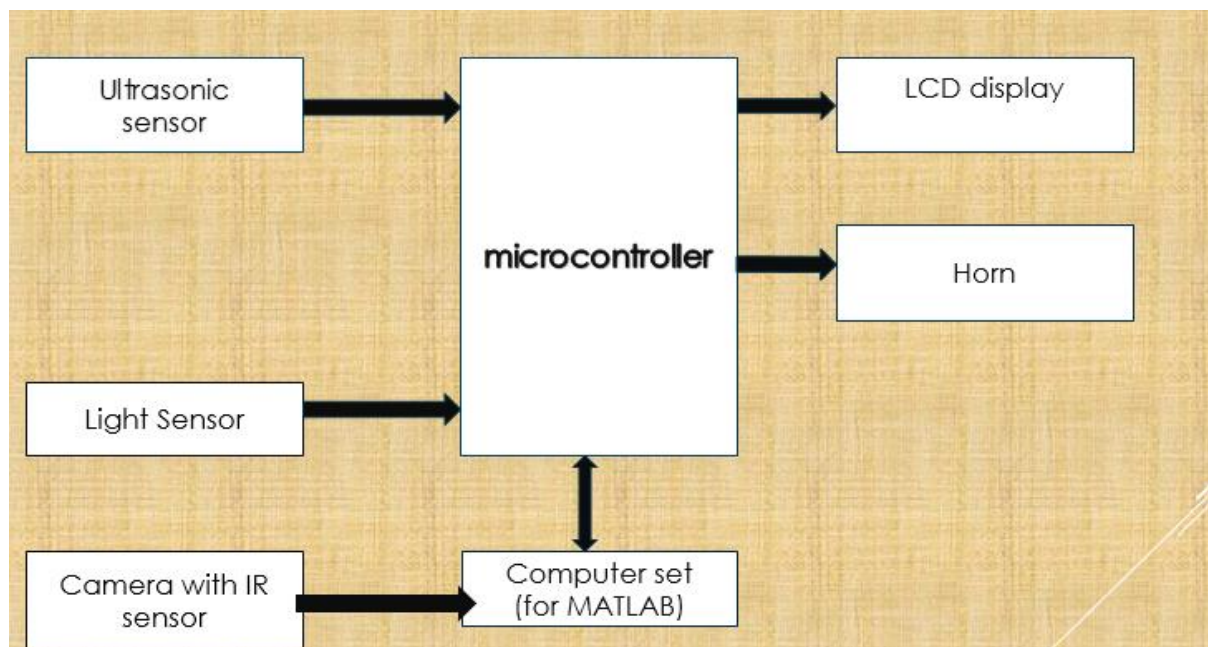 Ultrasonic
sensor
LCD display
microcontroller
Horn
Light Sensor
Camera with IR
sensor
Computer set
(for MATLAB)